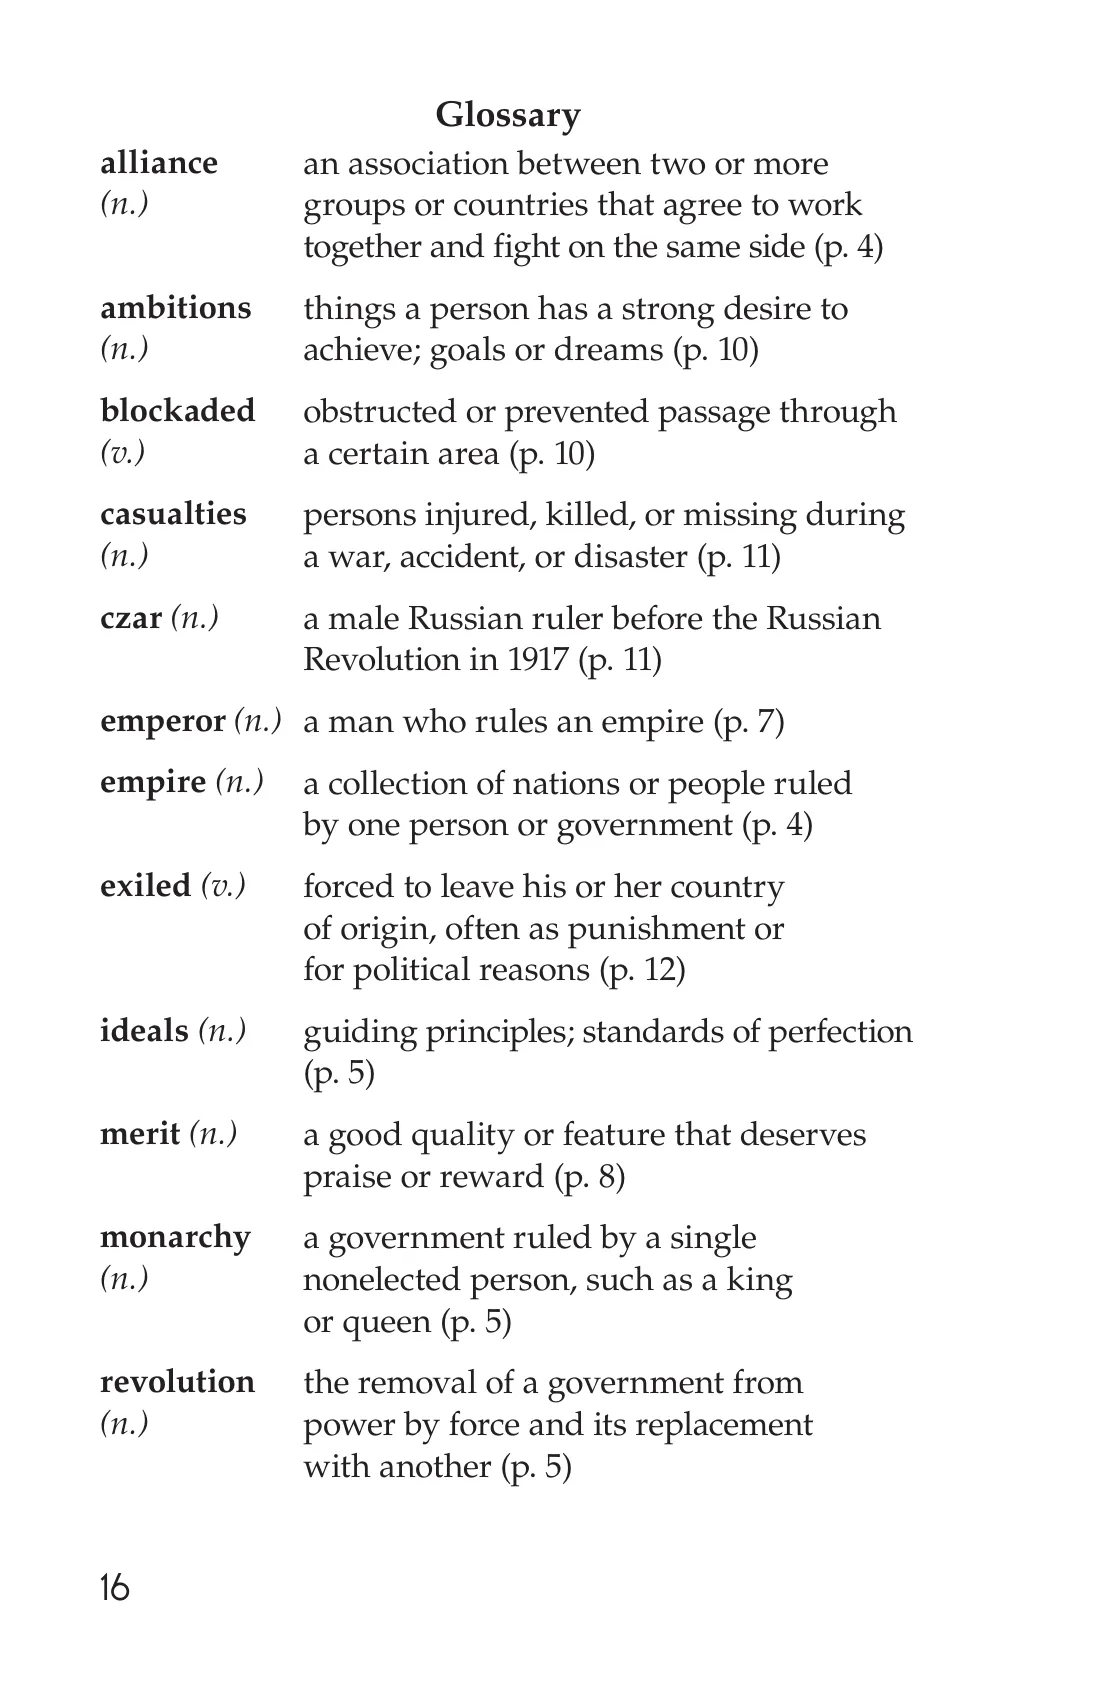 Glossary
alliance an association between two or more
(n.) groups or countries that agree to work
together and fight on the same side (p. 4)
ambitions things a person has a strong desire to
(n.) achieve; goals or dreams (p. 10)
blockaded obstructed or prevented passage through
(v.) a certain area (p. 10)
casualties persons injured, killed, or missing during
(n.) a war, accident, or disaster (p. 11)
czar (n.) a male Russian ruler before the Russian
Revolution in 1917 (p. 11)
emperor (n.) a man who rules an empire (p. 7)
empire (n.) a collection of nations or people ruled
by one person or government (p. 4)
exiled (v.) forced to leave his or her country
of origin, often as punishment or
for political reasons (p. 12)
ideals (n.) guiding principles; standards of perfection
(p. 5)
merit (n.) a good quality or feature that deserves
praise or reward (p. 8)
monarchy a government ruled by a single
(n.) nonelected person, such as a king
or queen (p. 5)
revolution the removal of a government from
(n.) power by force and its replacement
with another (p. 5)
16